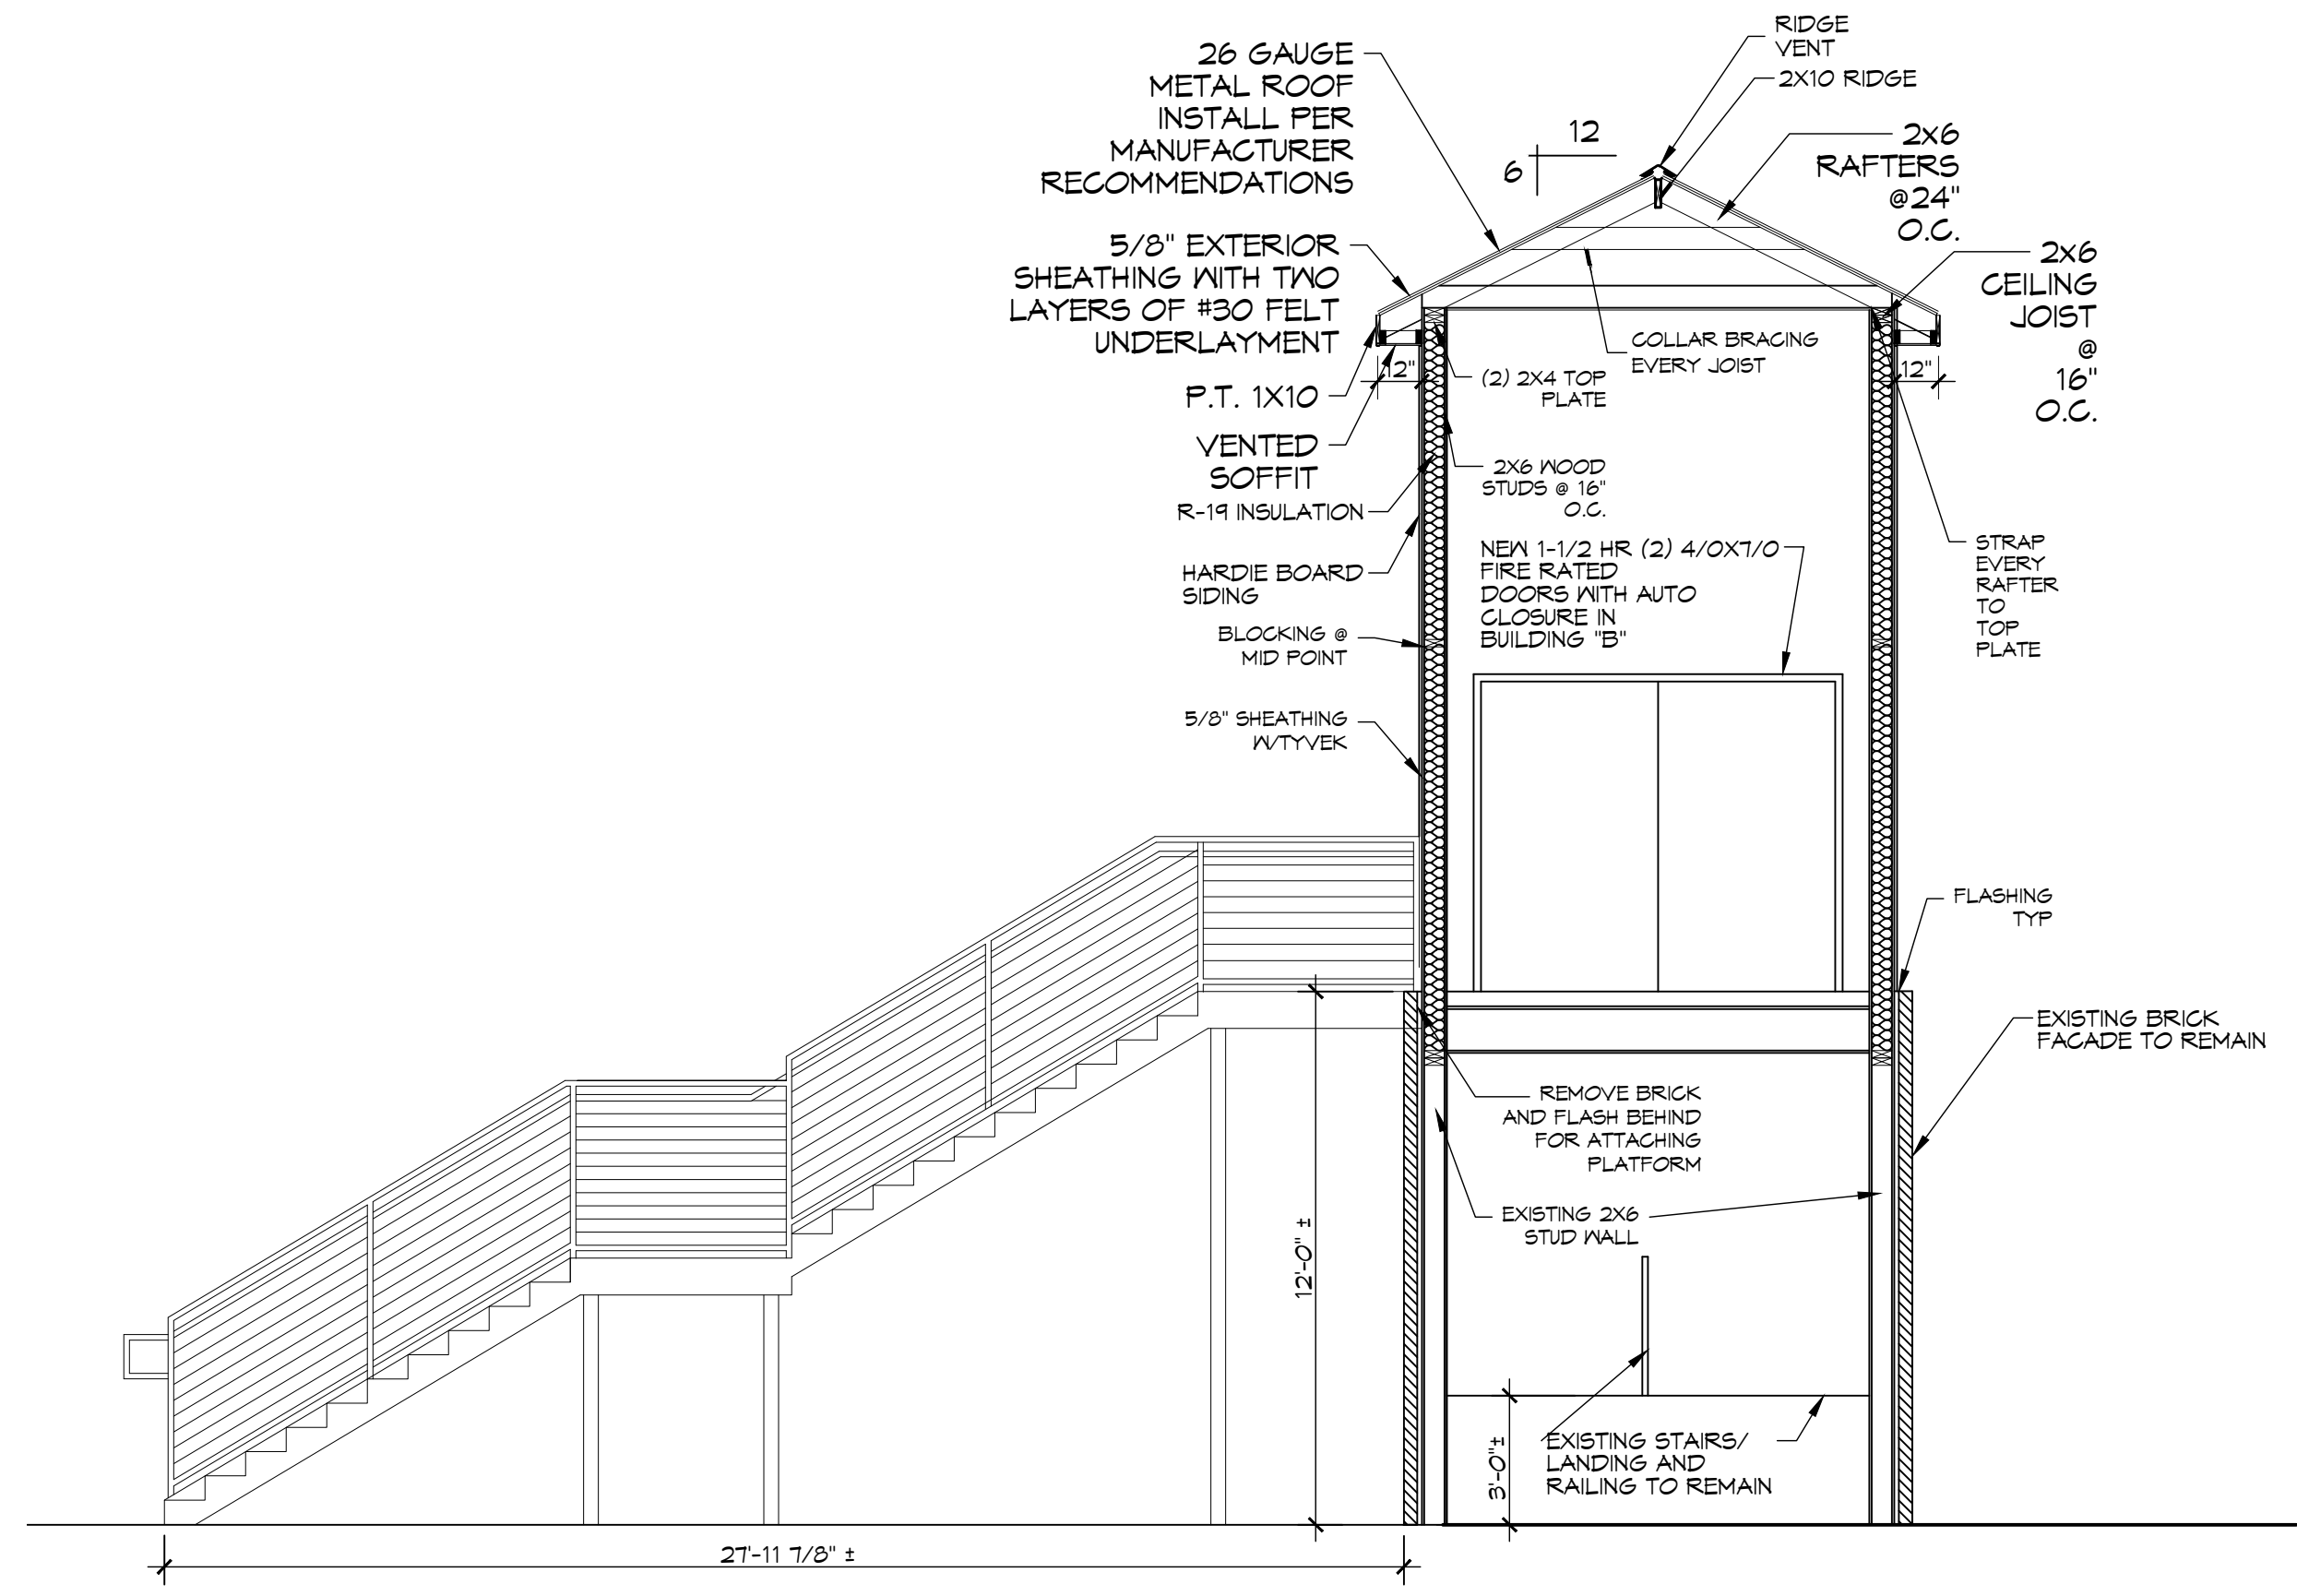 RIDGE
VENT
2X10 RIDGE
26 GAUGE
METAL ROOF
INSTALL PER
MANUFACTURER
RECOMMENDATIONS
12
6
2x6
RAFTERS
@24"
O.C.
5/8" EXTERIOR
SHEATHING WITH TWO
LAYERS OF #30 FELT
UNDERLAYMENT
2x6
CEILING
JOIST
@
16"
O.C.
COLLAR BRACING
EVERY JOIST
12"
12"
(2) 2X4 TOP
PLATE
P.T. 1X10
VENTED
SOFFIT
2X6 WOOD
STUDS @ 16"
O.C.
R-19 INSULATION
NEW 1-1/2 HR (2) 4/0X7/0
FIRE RATED
DOORS WITH AUTO
CLOSURE IN
BUILDING "B"
STRAP
EVERY
RAFTER
TO
TOP
PLATE
HARDIE BOARD
SIDING
BLOCKING @
MID POINT
5/8" SHEATHING
W/TYVEK
FLASHING
TYP
EXISTING BRICK
FACADE TO REMAIN
REMOVE BRICK
AND FLASH BEHIND
FOR ATTACHING
PLATFORM
EXISTING 2X6
STUD WALL
12'-0" ±
3'-0"±
EXISTING STAIRS/
LANDING AND
RAILING TO REMAIN
27'-11 7/8" ±